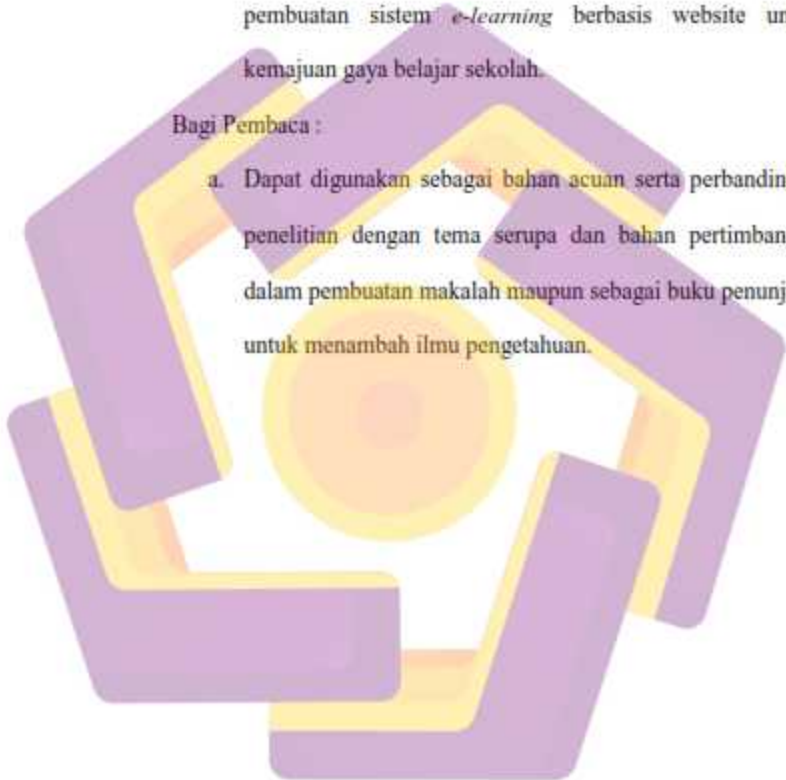 pembuatan sistem e-learning berbasis website un
kemajuan gaya belajar sekolah.
Bagi Pembaca :
a. Dapat digunakan sebagai bahan acuan serta perbandin
penelitian dengan tema serupa dan bahan pertimban
dalam pembuatan makalah maupun sebagai buku penunj
untuk menambah ilmu pengetahuan.